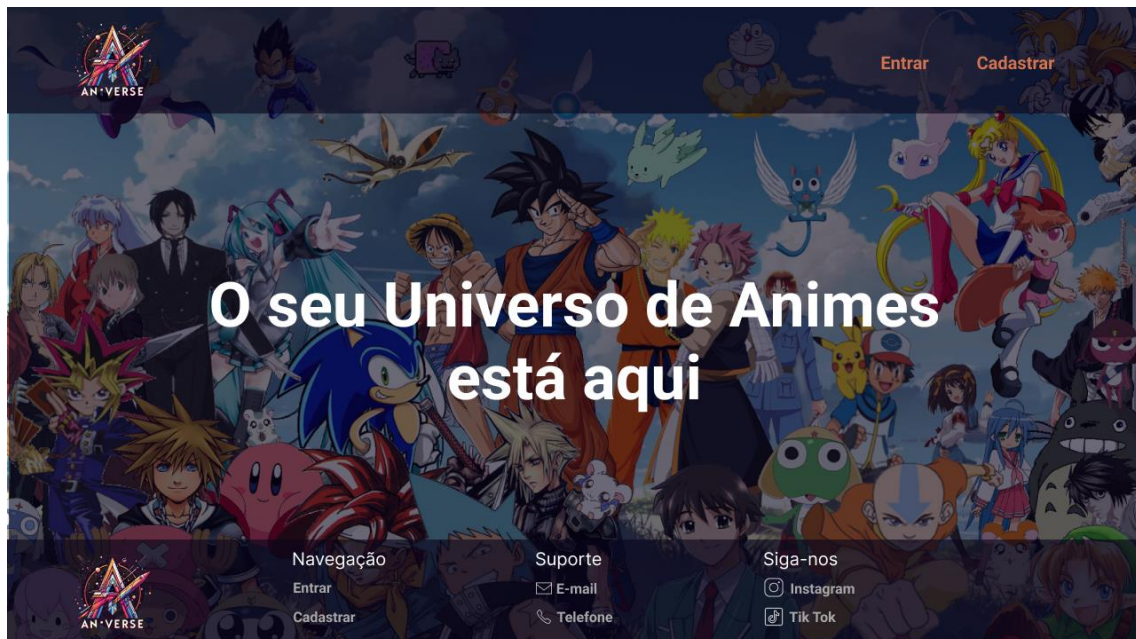 AN·VERSE
Entrar
Cadastrar
O seu Universo de Animes
está aqui
AN·VERSE
Navegação
Entrar
Cadastrar
Suporte
E-mail
Telefone
Siga-nos
Instagram
Tik Tok